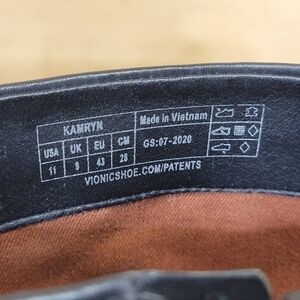 KAMRYN
USA UK EU CM
11 9 43 28
Made in Vietnam
GS:07-2020
VIONICSHOE.COM/PATENTS